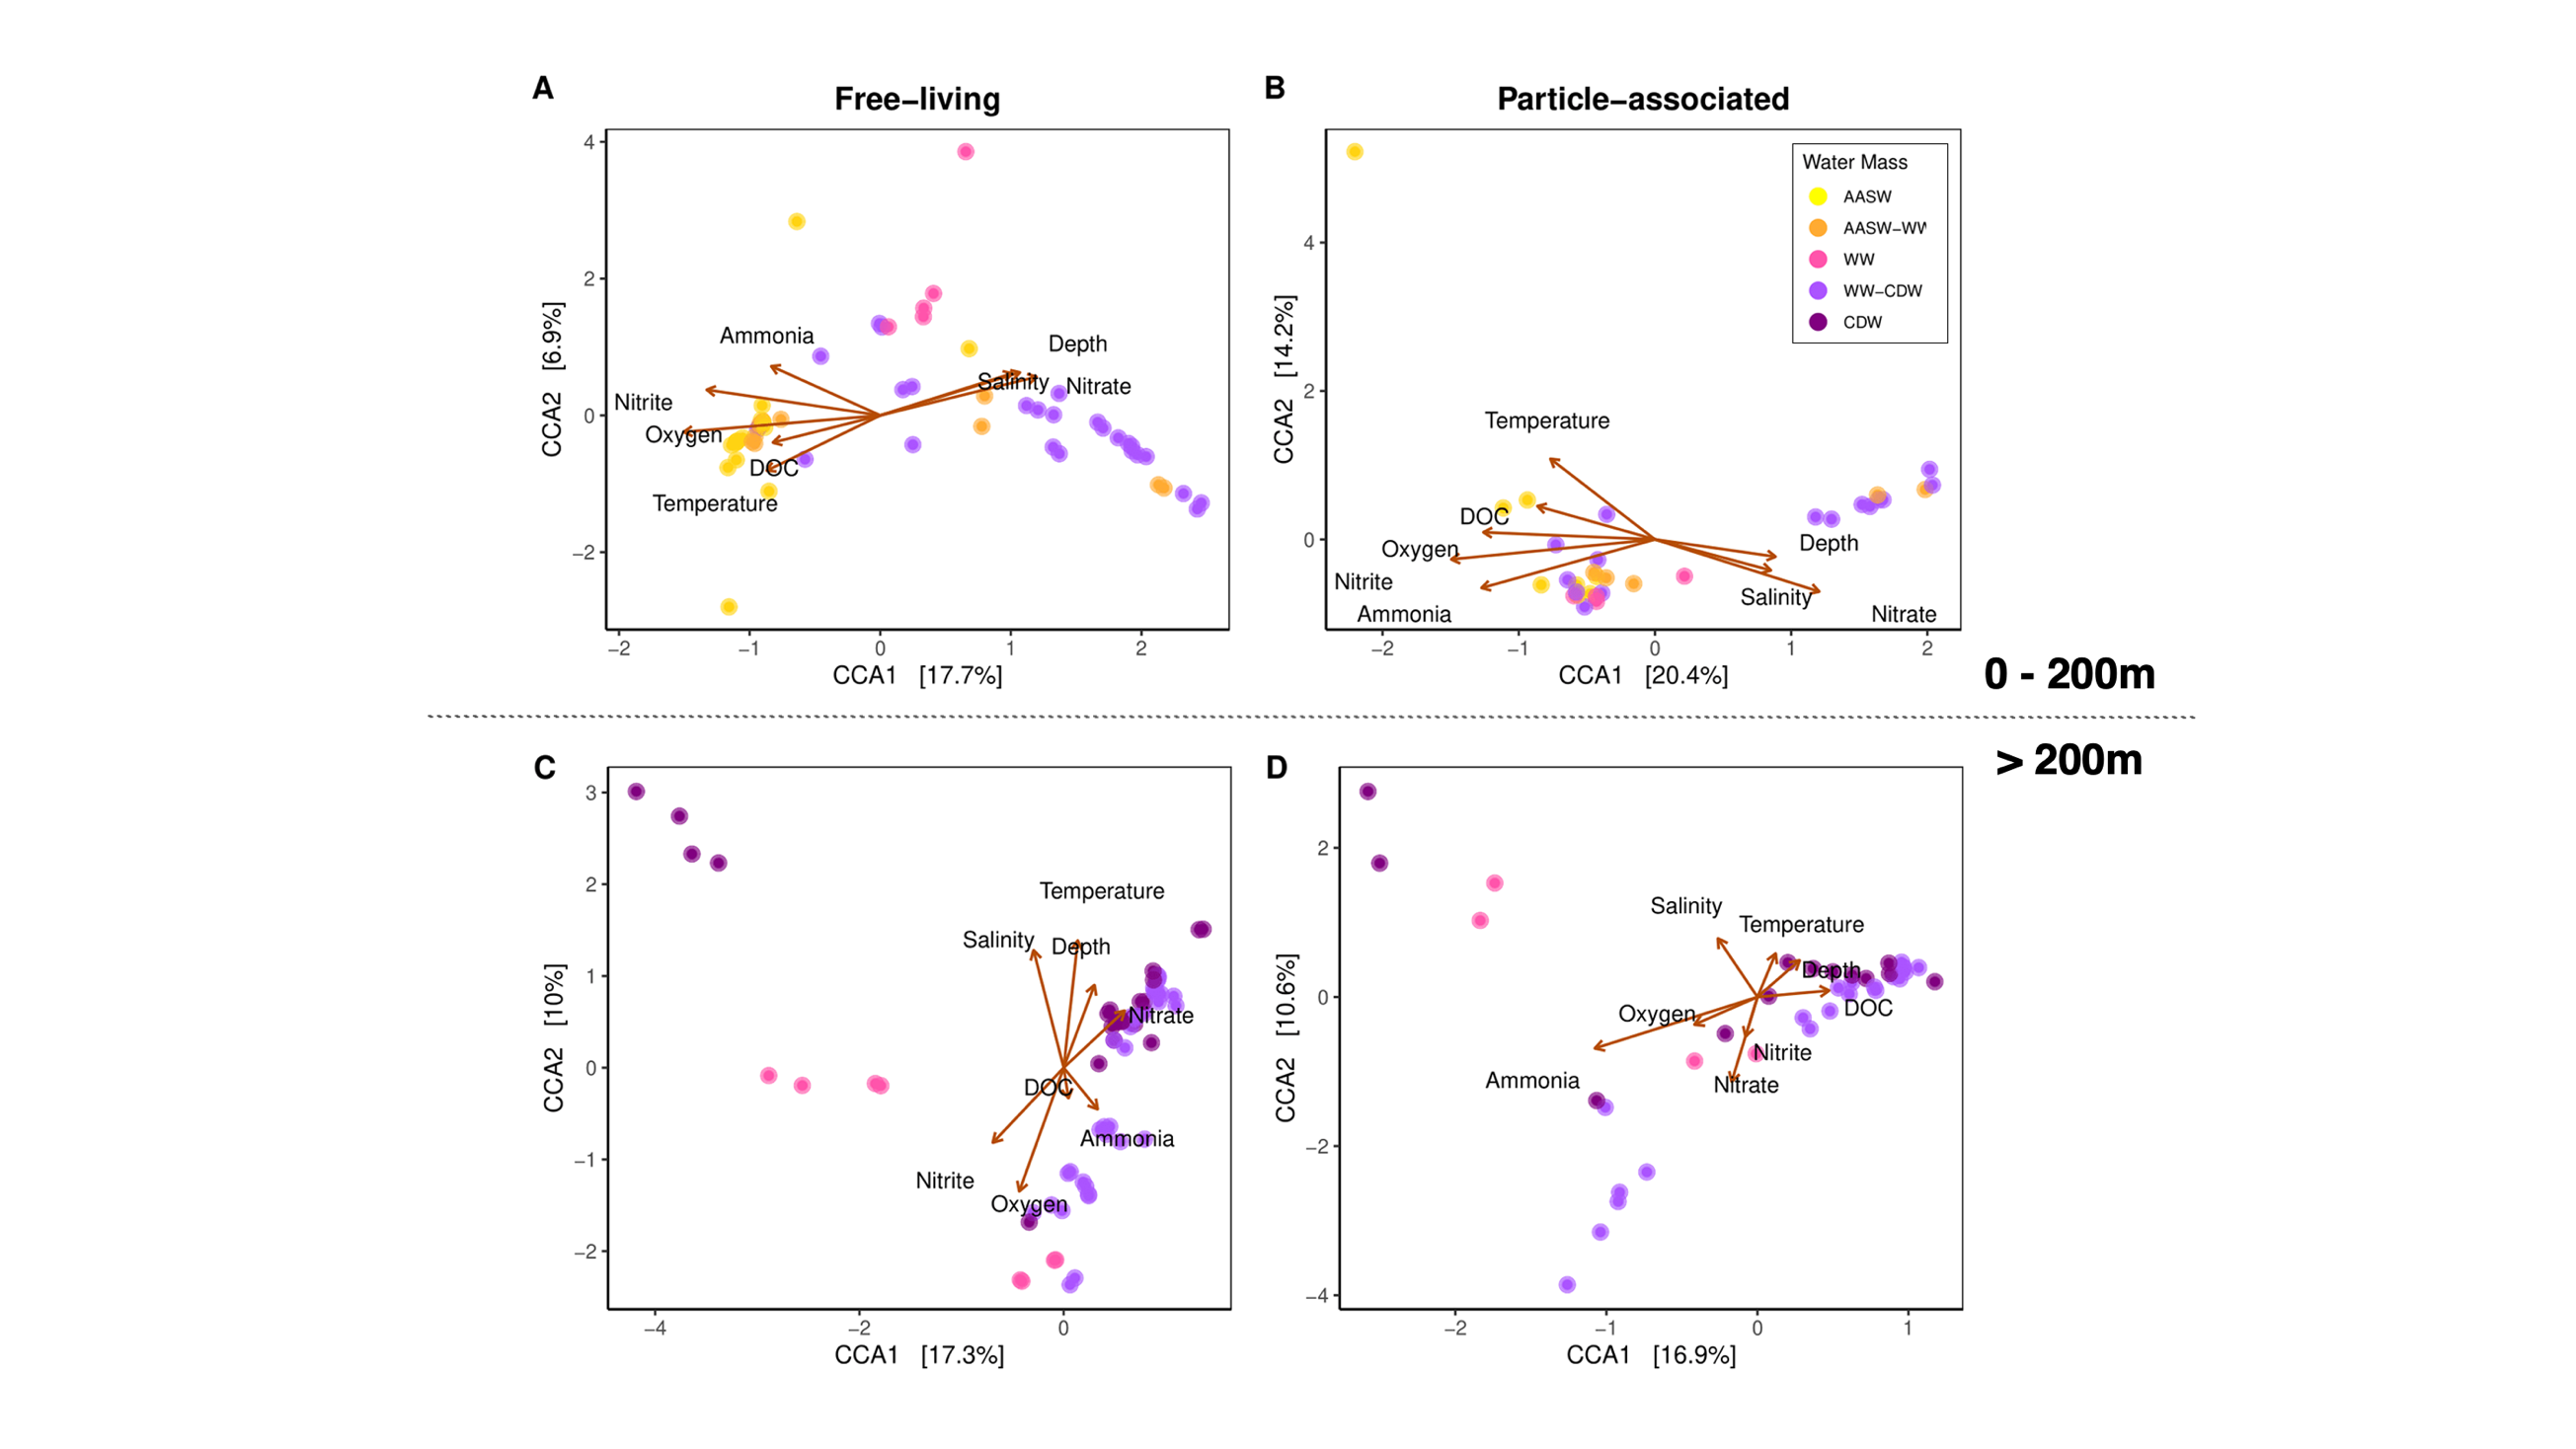 A
Free–living
B
Particle–associated
4
2
0
−2
CCA2 [6.9%]
Ammonia
Nitrite
Oxygen
DOC
Temperature
Depth
Salinity
Nitrate
−2
−1
0
1
2
CCA1 [17.7%]
4
2
0
CCA2 [14.2%]
Water Mass
AASW
AASW–WW
WW
WW–CDW
CDW
Temperature
DOC
Oxygen
Nitrite
Ammonia
Depth
Salinity
Nitrate
−2
−1
0
1
2
CCA1 [20.4%]
0 - 200m
> 200m
C
3
2
1
0
−1
−2
CCA2 [10%]
Temperature
Salinity
Depth
Nitrate
DOC
Ammonia
Nitrite
Oxygen
−4
−2
0
CCA1 [17.3%]
D
2
0
−2
−4
CCA2 [10.6%]
Salinity
Temperature
Depth
DOC
Oxygen
Nitrite
Ammonia
Nitrate
−2
−1
0
1
CCA1 [16.9%]